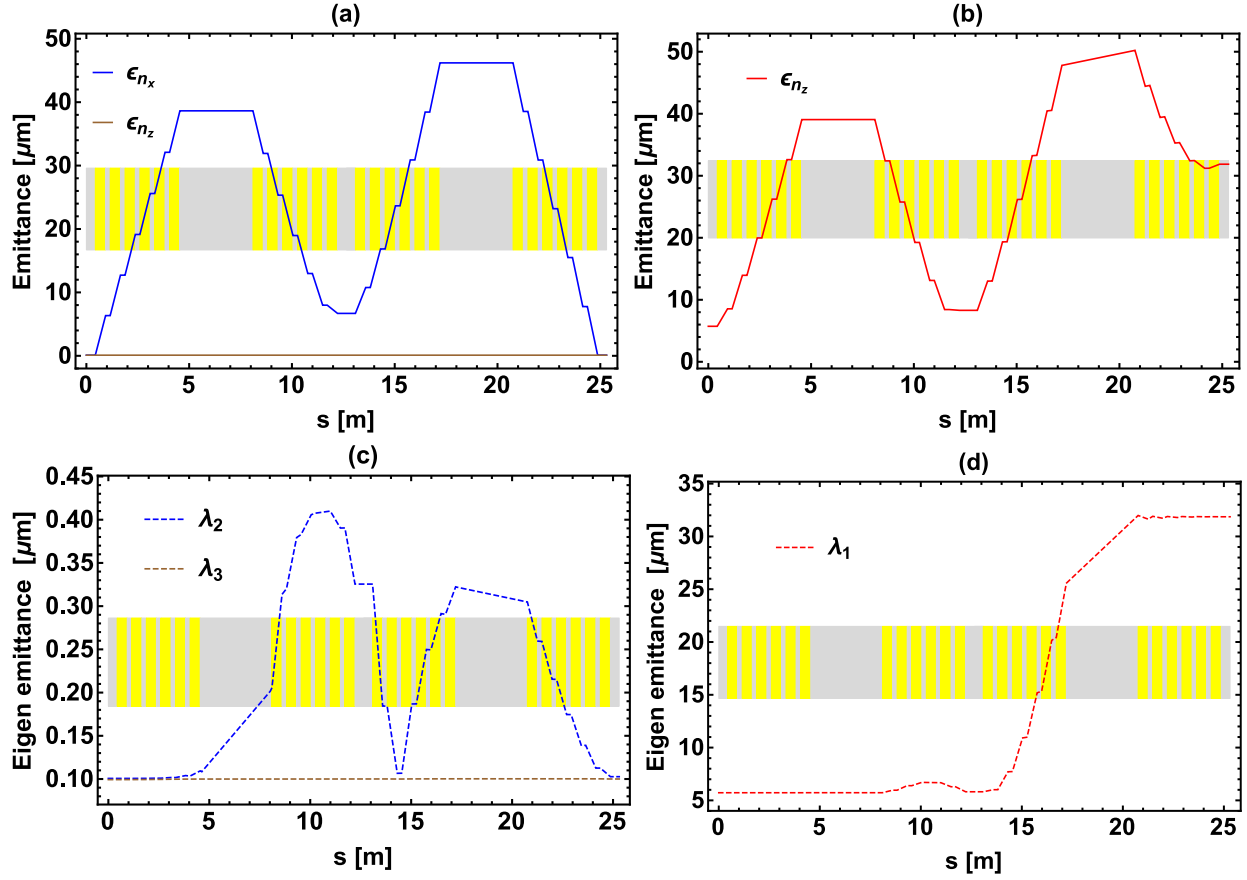 (a)
Emittance [μm]
50
40
30
20
10
0
ϵnx
ϵnz
0 5 10 15 20 25
s [m]
(b)
Emittance [μm]
50
40
30
20
10
0
ϵnz
0 5 10 15 20 25
s [m]
(c)
Eigen emittance [μm]
0.45
0.40
0.35
0.30
0.25
0.20
0.15
0.10
λ2
λ3
0 5 10 15 20 25
s [m]
(d)
Eigen emittance [μm]
35
30
25
20
15
10
5
λ1
0 5 10 15 20 25
s [m]